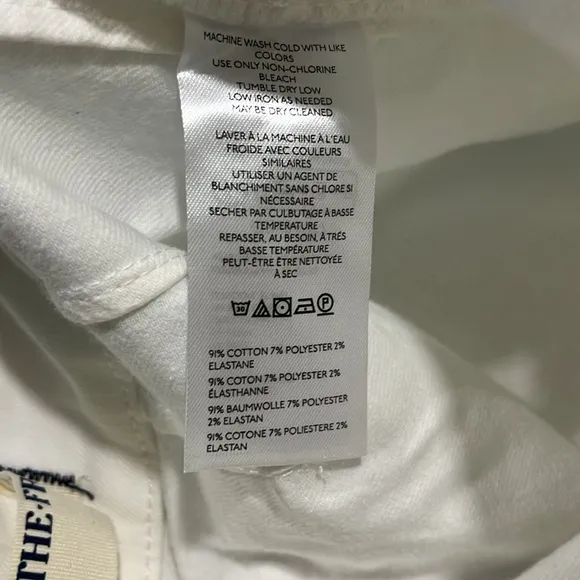 MACHINE WASH COLD WITH LIKE
COLORS
USE ONLY NON-CHLORINE
BLEACH
TUMBLE DRY LOW
LOW IRON AS NEEDED
MAY BE DRY CLEANED
LAVER À LA MACHINE À L'EAU
FROIDE AVEC COULEURS
SIMILAIRES
UTILISER UN AGENT DE
BLANCHIMENT SANS CHLORE SI
NÉCESSAIRE
SECHER PAR CULBUTAGE À BASSE
TEMPERATURE
REPASSER, AU BESOIN, À TRÉS
BASSE TEMPÉRATURE
PEUT-ÊTRE ÊTRE NETTOYÉE
À SEC
30 P
91% COTTON 7% POLYESTER 2%
ELASTANE
91% COTON 7% POLYESTER 2%
ÉLASTHANNE
91% BAUMWOLLE 7% POLYESTER
2% ELASTAN
91% COTONE 7% POLIESTERE 2%
ELASTAN
THE